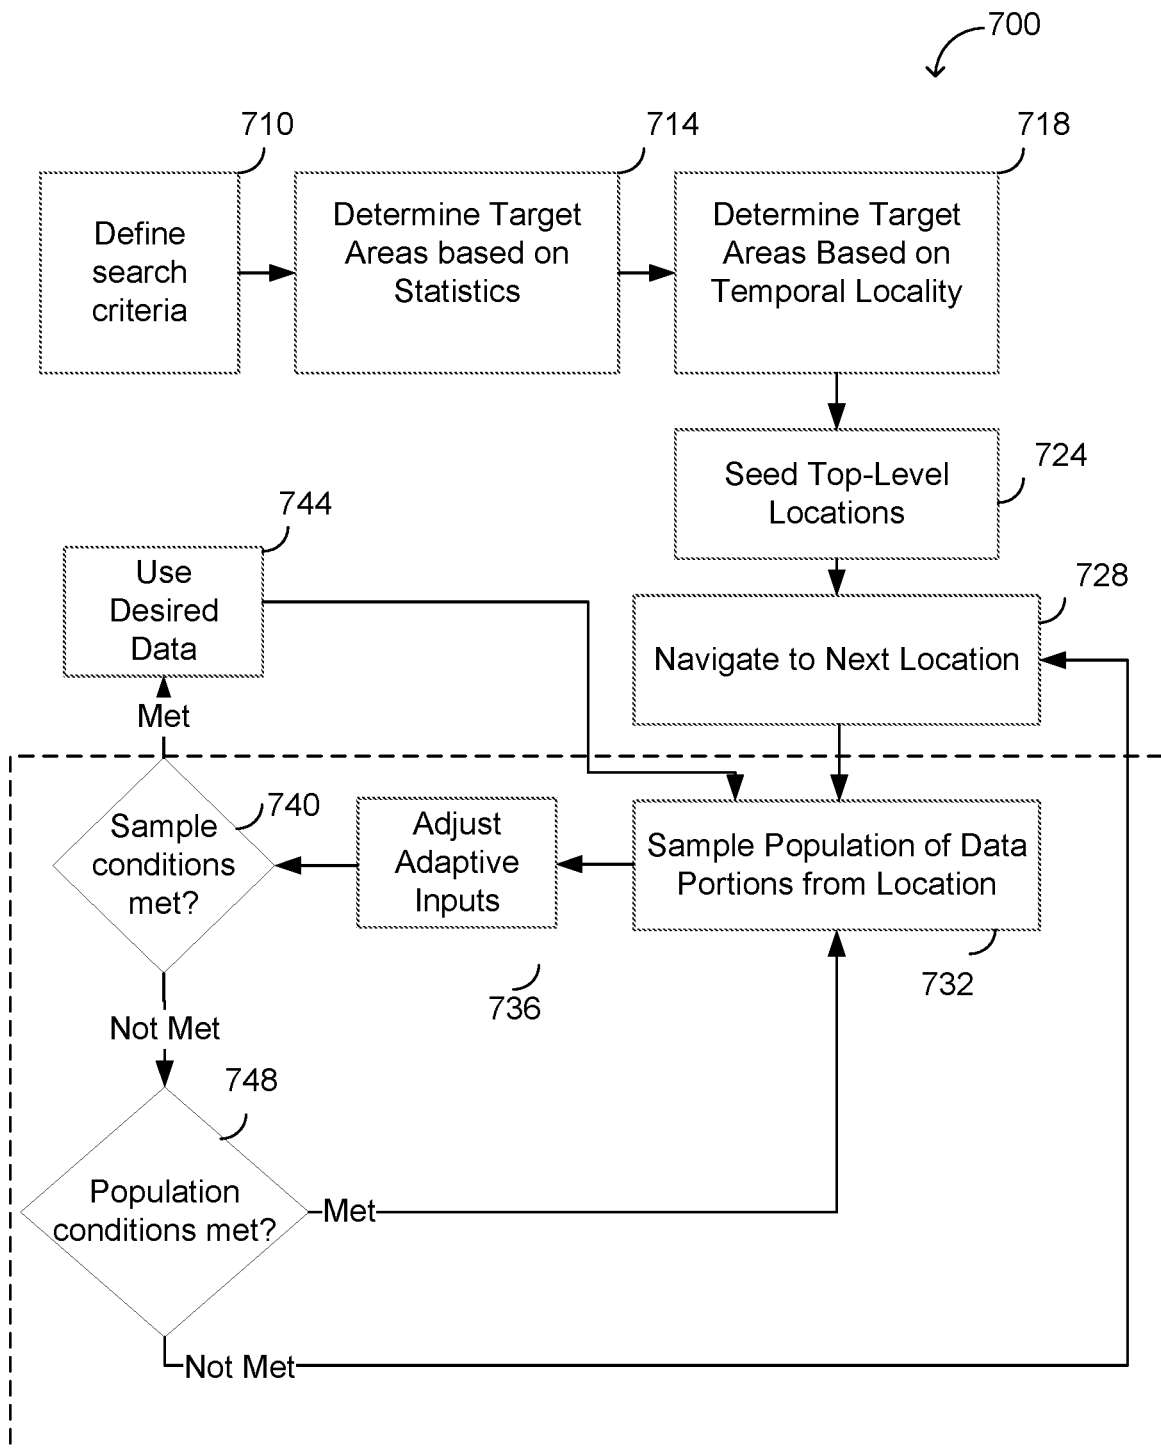 700
710
714
718
Define
search
criteria
Determine Target
Areas based on
Statistics
Determine Target
Areas Based on
Temporal Locality
724
Seed Top-Level
Locations
744
Use
Desired
Data
728
Navigate to Next Location
Met
740
Sample
conditions
met?
Adjust
Adaptive
Inputs
Sample Population of Data
Portions from Location
736
732
Not Met
748
Population
conditions met?
Met
Not Met